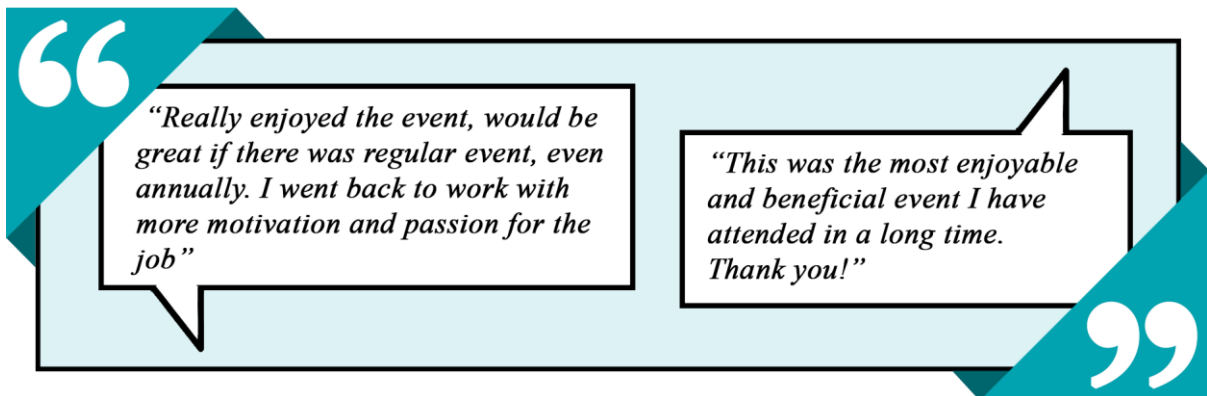 “Really enjoyed the event, would be
great if there was regular event, even
annually. I went back to work with
more motivation and passion for the
job”
“This was the most enjoyable
and beneficial event I have
attended in a long time.
Thank you!”